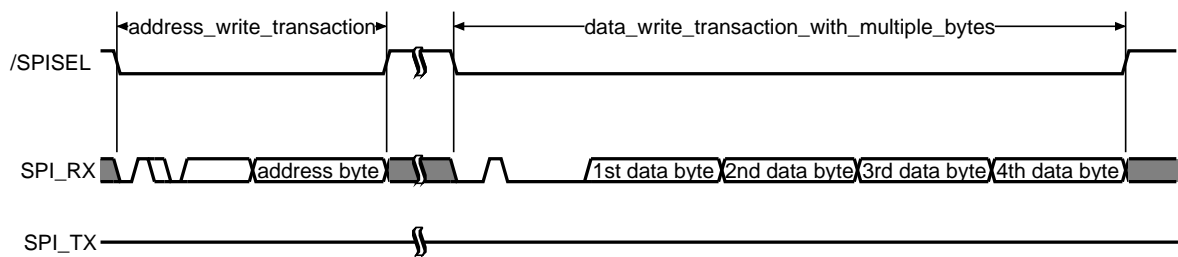 address_write_transaction data_write_transaction_with_multiple_bytes
/SPISEL
SPI_RX address byte 1st data byte 2nd data byte 3rd data byte 4th data byte
SPI_TX